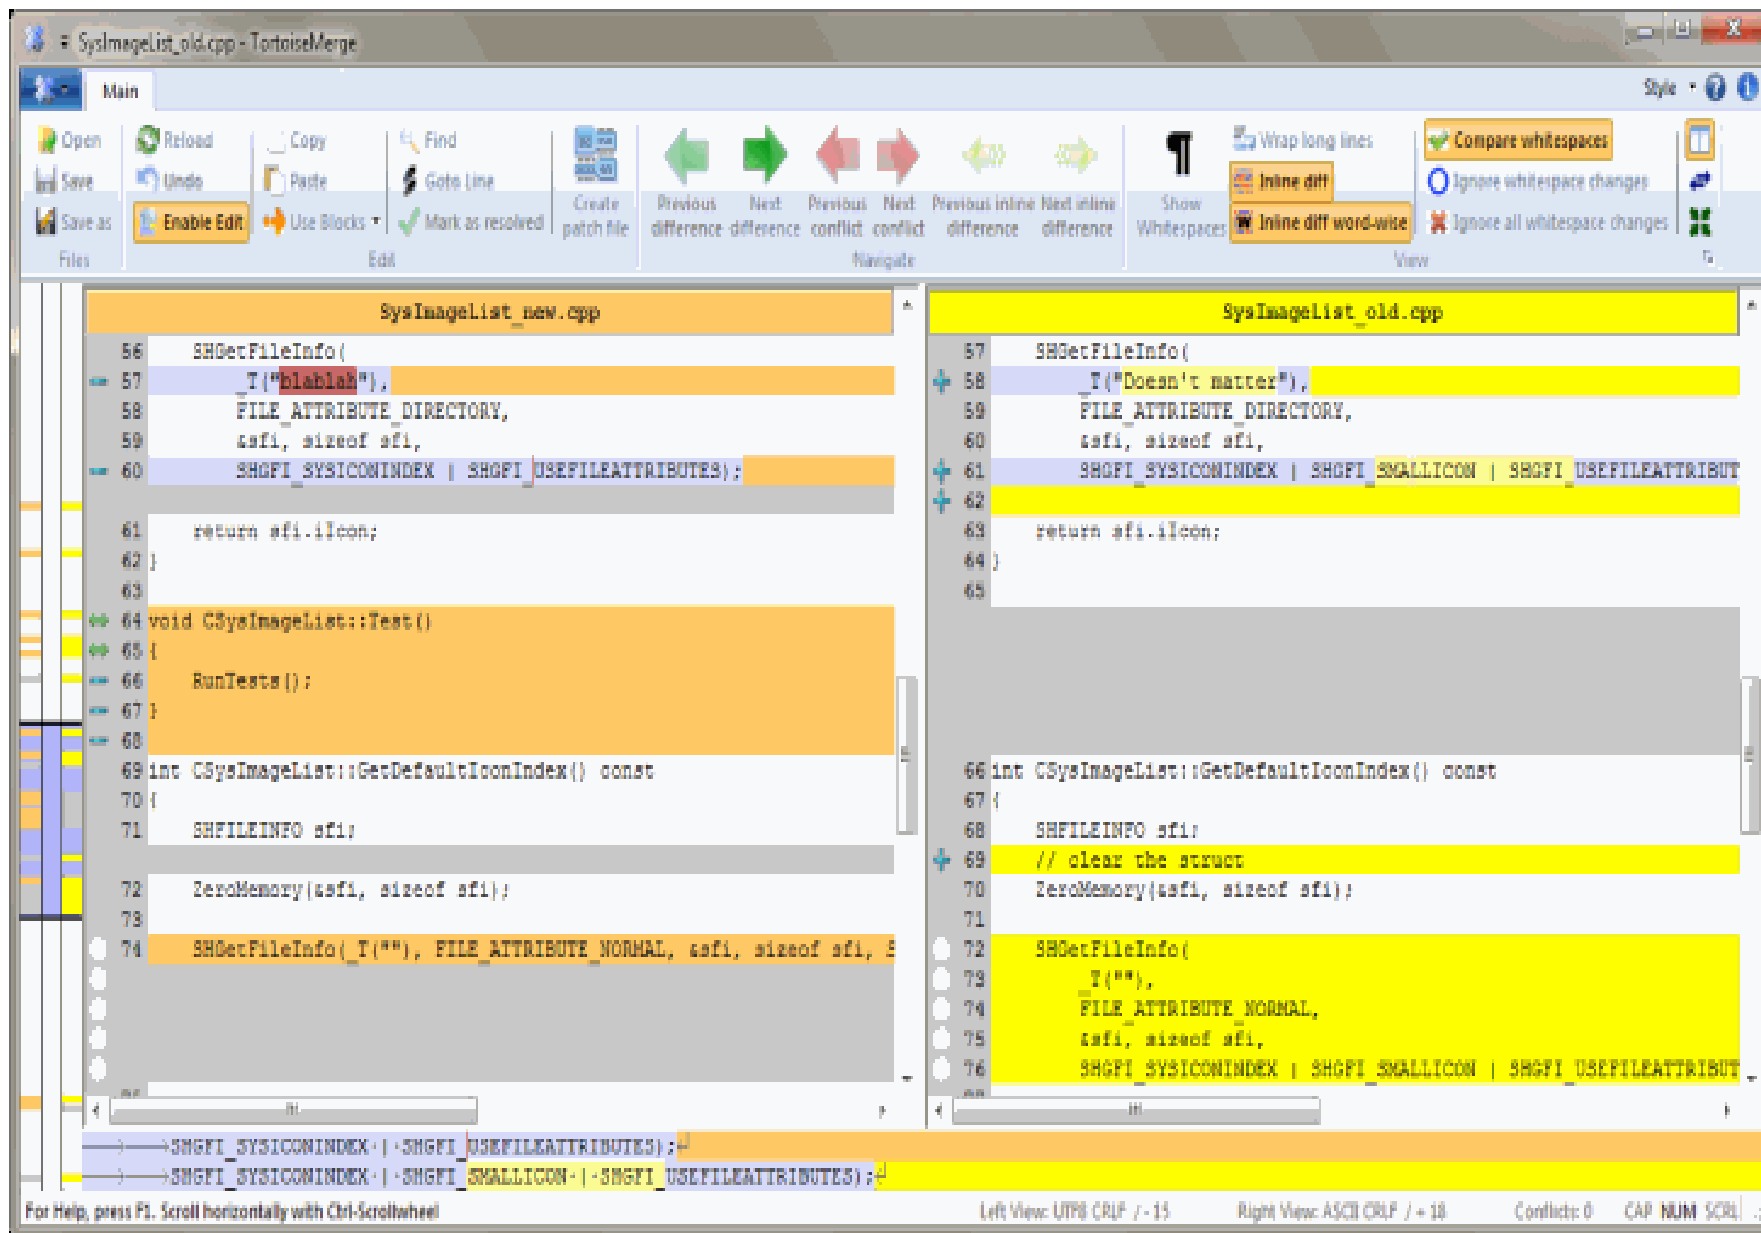 SysImageList_old.cpp - TortoiseMerge
Main
Style
Open
Reload
Copy
Find
Wrap long lines
Compare whitespaces
Save
Undo
Paste
Goto Line
Inline diff
Ignore whitespace changes
Save as
Enable Edit
Use Blocks
Mark as resolved
Create patch file
Previous difference
Next difference
Previous conflict
Next conflict
Previous inline difference
Next inline difference
Show Whitespaces
Inline diff word-wise
Ignore all whitespace changes
Files
Edit
Navigate
View
SysImageList_new.cpp
56 SHGetFileInfo(
57 _T("blablah"),
58 FILE_ATTRIBUTE_DIRECTORY,
59 &sfi, sizeof sfi,
60 SHGFI_SYSICONINDEX | SHGFI_USEFILEATTRIBUTES);
61 return sfi.iIcon;
62 }
63
64 void CSysImageList::Test()
65 {
66 RunTests();
67 }
68
69 int CSysImageList::GetDefaultIconIndex() const
70 {
71 SHFILEINFO sfi;
72 ZeroMemory(&sfi, sizeof sfi);
73
74 SHGetFileInfo(_T(""), FILE_ATTRIBUTE_NORMAL, &sfi, sizeof sfi, S
SysImageList_old.cpp
57 SHGetFileInfo(
58 _T("Doesn't matter"),
59 FILE_ATTRIBUTE_DIRECTORY,
60 &sfi, sizeof sfi,
61 SHGFI_SYSICONINDEX | SHGFI_SMALLICON | SHGFI_USEFILEATTRIBUT
62
63 return sfi.iIcon;
64 }
65
66 int CSysImageList::GetDefaultIconIndex() const
67 {
68 SHFILEINFO sfi;
69 // clear the struct
70 ZeroMemory(&sfi, sizeof sfi);
71
72 SHGetFileInfo(
73 _T(""),
74 FILE_ATTRIBUTE_NORMAL,
75 &sfi, sizeof sfi,
76 SHGFI_SYSICONINDEX | SHGFI_SMALLICON | SHGFI_USEFILEATTRIBUT
SHGFI_SYSICONINDEX·|·SHGFI_USEFILEATTRIBUTES);
SHGFI_SYSICONINDEX·|·SHGFI_SMALLICON·|·SHGFI_USEFILEATTRIBUTES);
For Help, press F1. Scroll horizontally with Ctrl-Scrollwheel
Left View: UTF8 CRLF / - 15
Right View: ASCII CRLF / + 18
Conflicts: 0
CAP NUM SCRL